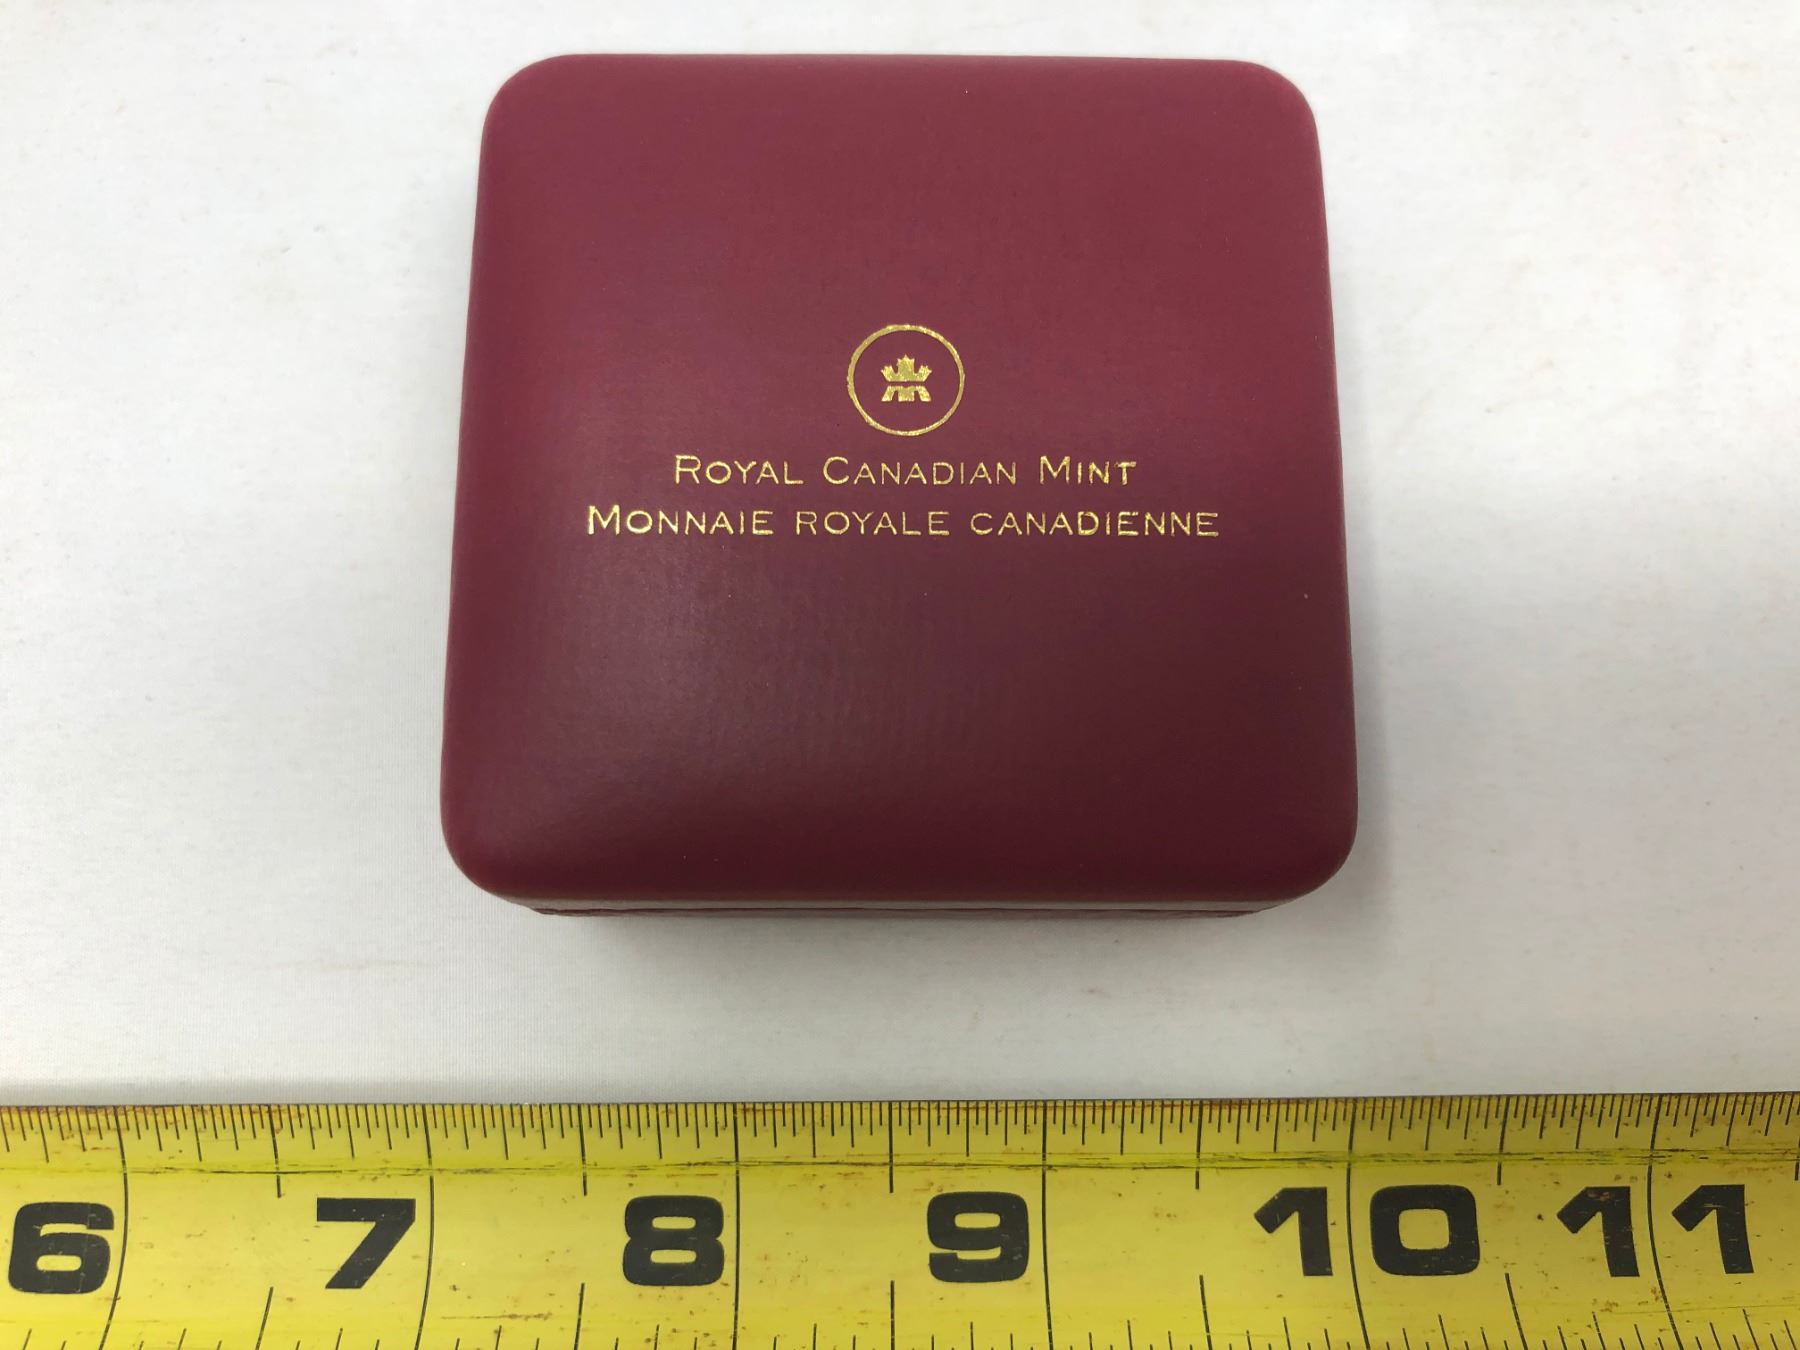 Royal Canadian Mint
Monnaie royale canadienne
6 7 8 9 10 11